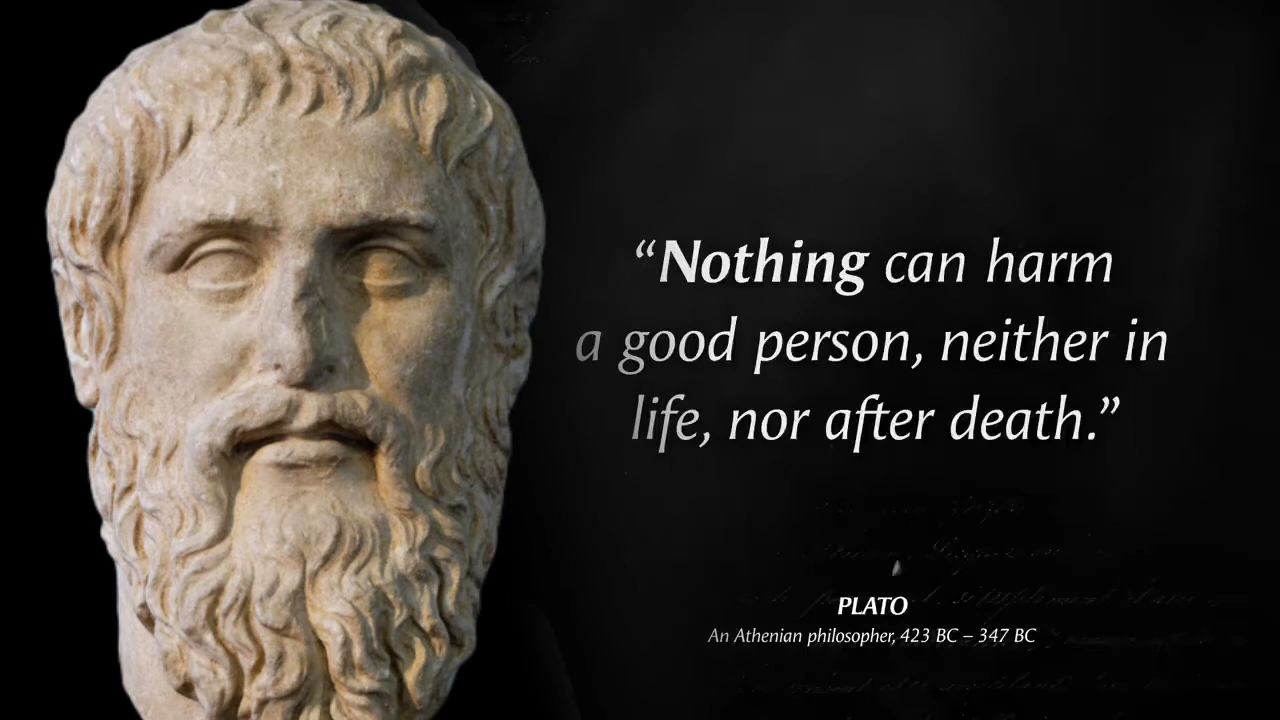 “Nothing can harm
a good person, neither in
life, nor after death.”
PLATO
An Athenian philosopher, 423 BC – 347 BC